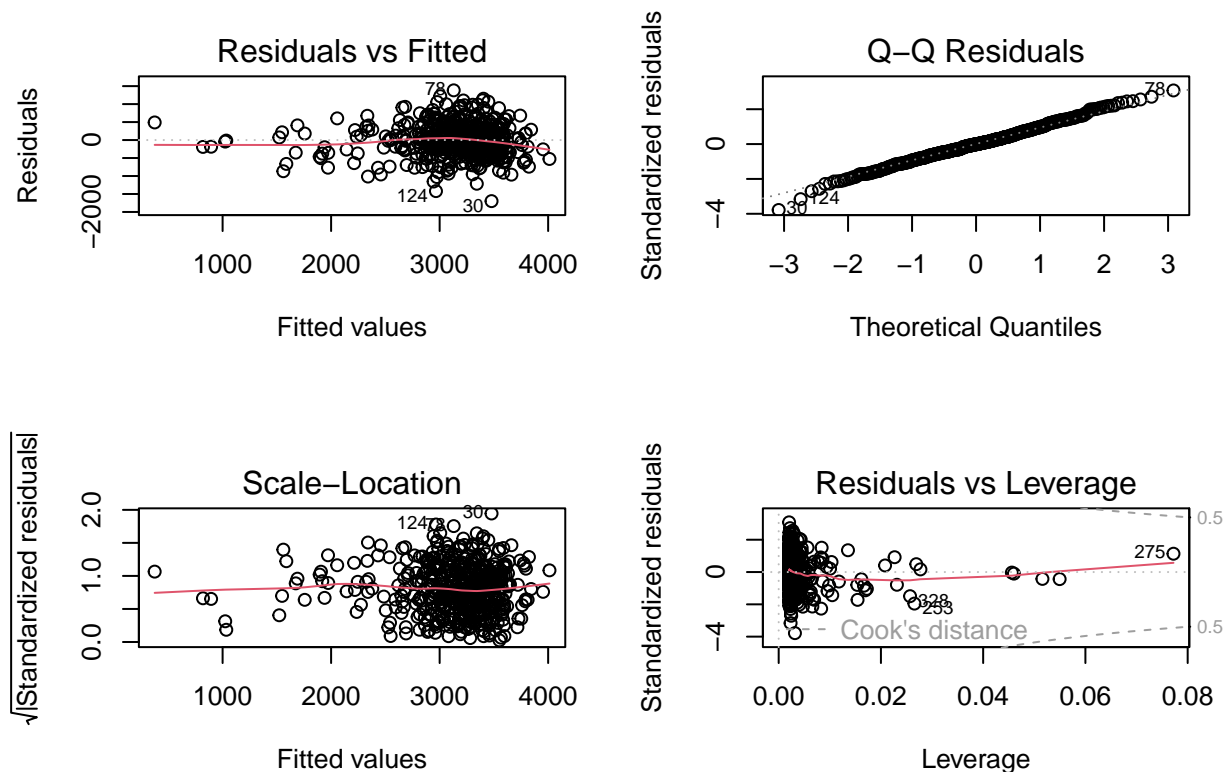 Residuals vs Fitted
Residuals
0
−2000
78
124
30
1000 2000 3000 4000
Fitted values
Q−Q Residuals
Standardized residuals
0
−4
78
124
30
−3 −2 −1 0 1 2 3
Theoretical Quantiles
Scale−Location
√|Standardized residuals|
2.0
1.0
0.0
30
124
78
1000 2000 3000 4000
Fitted values
Residuals vs Leverage
Standardized residuals
0
−4
0.5
275
328
253
Cook's distance
0.5
0.00 0.02 0.04 0.06 0.08
Leverage